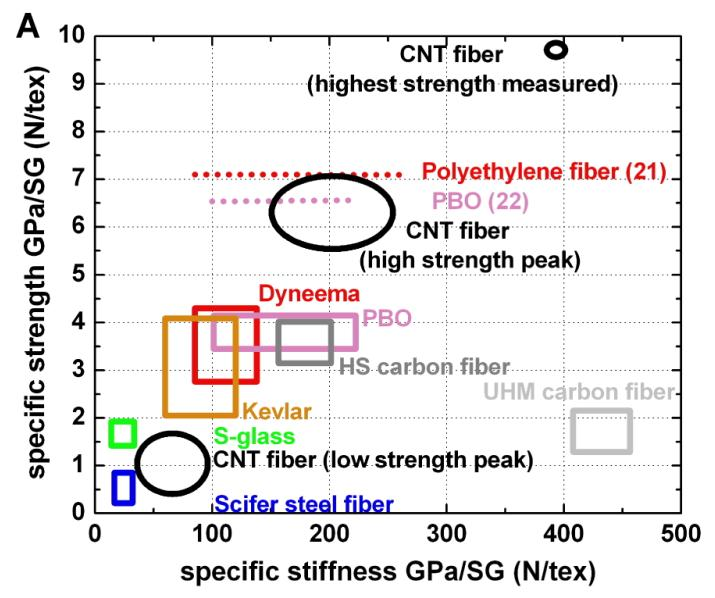 A
10
9
8
7
6
5
4
3
2
1
0
specific strength GPa/SG (N/tex)
CNT fiber
(highest strength measured)
Polyethylene fiber (21)
PBO (22)
CNT fiber
(high strength peak)
Dyneema
PBO
HS carbon fiber
UHM carbon fiber
Kevlar
S-glass
CNT fiber (low strength peak)
Scifer steel fiber
0 100 200 300 400 500
specific stiffness GPa/SG (N/tex)